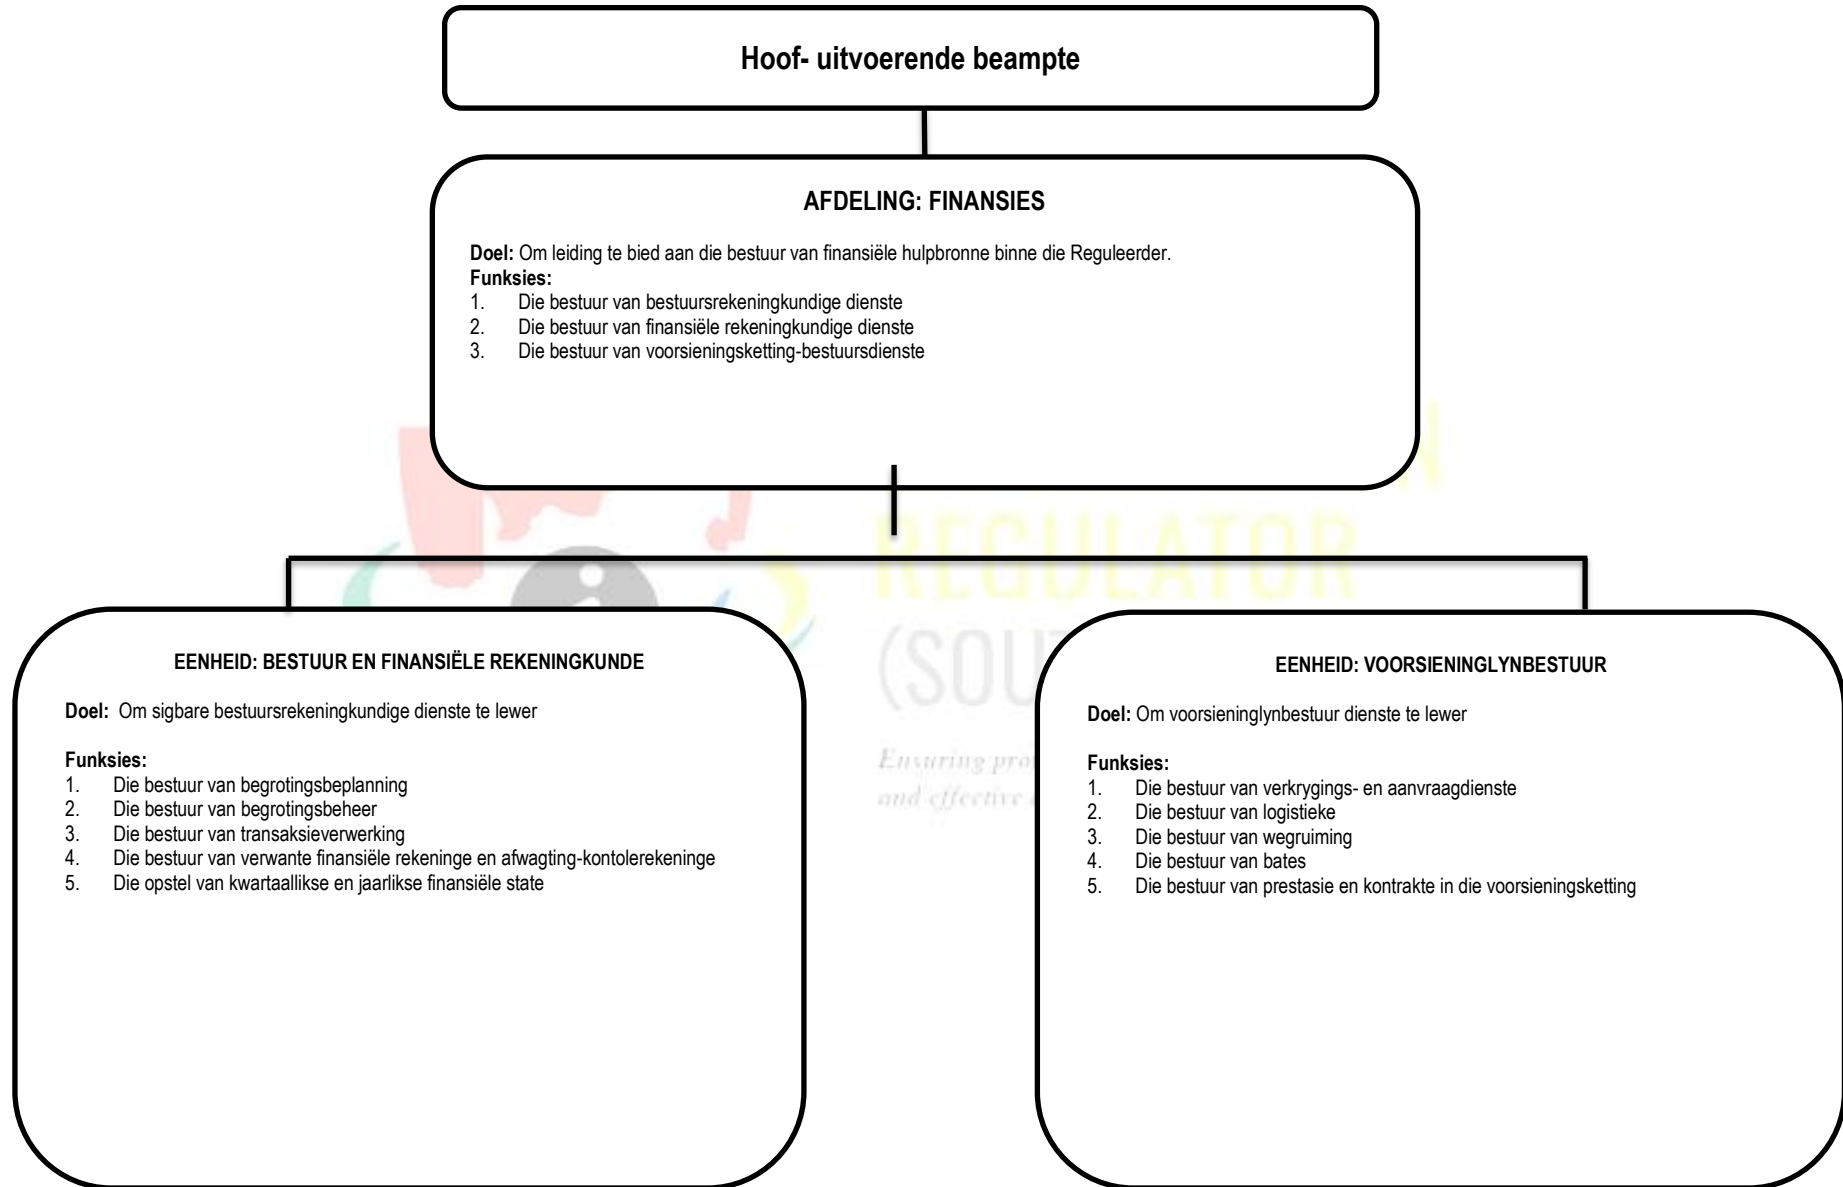 Hoof- uitvoerende beampte
AFDELING: FINANSIES
Doel: Om leiding te bied aan die bestuur van finansiële hulpbronne binne die Reguleerder.
Funksies:
1. Die bestuur van bestuursrekeningkundige dienste
2. Die bestuur van finansiële rekeningkundige dienste
3. Die bestuur van voorsieningsketting-bestuursdienste
REGULATOR
EENHEID: BESTUUR EN FINANSIËLE REKENINGKUNDE
Doel: Om sigbare bestuursrekeningkundige dienste te lewer
Funksies:
1. Die bestuur van begrotingsbeplanning
2. Die bestuur van begrotingsbeheer
3. Die bestuur van transaksieverwerking
4. Die bestuur van verwante finansiële rekeninge en afwagting-kontolerekeninge
5. Die opstel van kwartaallikse en jaarlikse finansiële state
Ensuring
and effective
EENHEID: VOORSIENINGLYNBESTUUR
Doel: Om voorsieninglynbestuur dienste te lewer
Funksies:
1. Die bestuur van verkrygings- en aanvraagdienste
2. Die bestuur van logistieke
3. Die bestuur van wegruiming
4. Die bestuur van bates
5. Die bestuur van prestasie en kontrakte in die voorsieningsketting